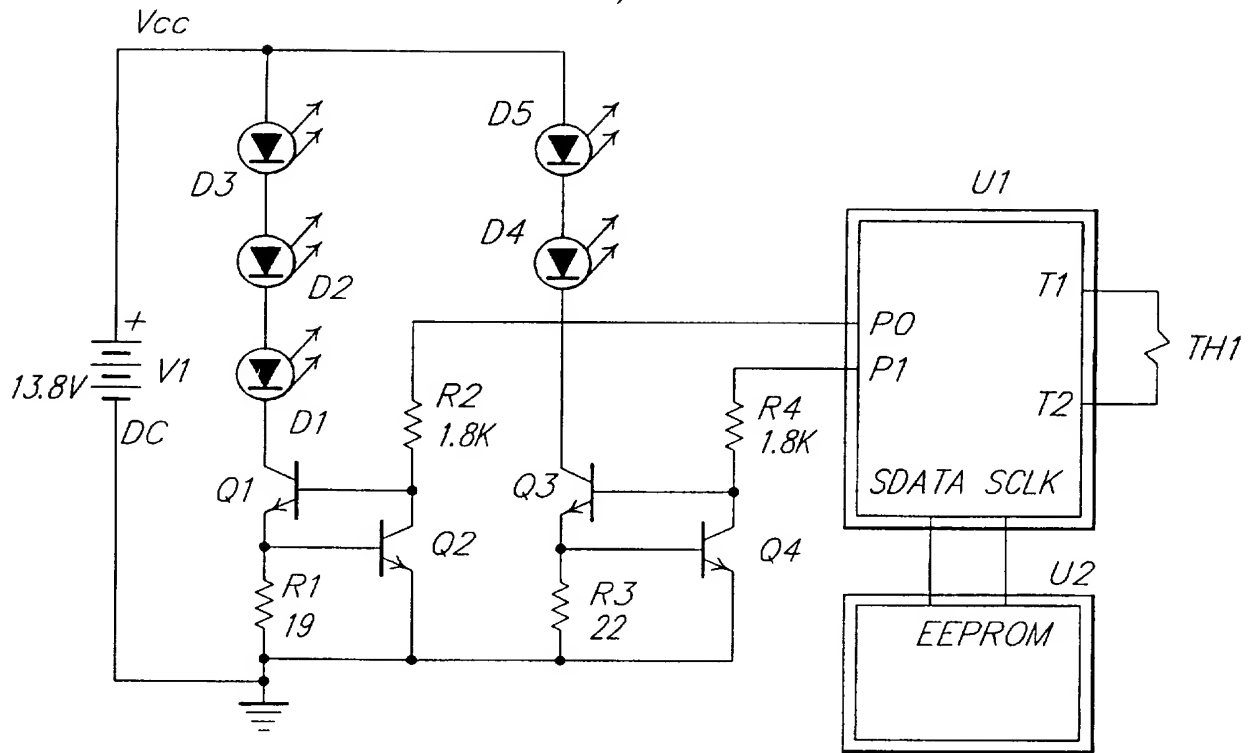 Vcc
D5
U1
D3
D4
T1
D2
P0
+
V1
TH1
13.8V
P1
R2
1.8K
R4
1.8K
T2
DC
D1
Q1
Q3
SDATA SCLK
Q2
Q4
U2
R1
19
R3
22
EEPROM